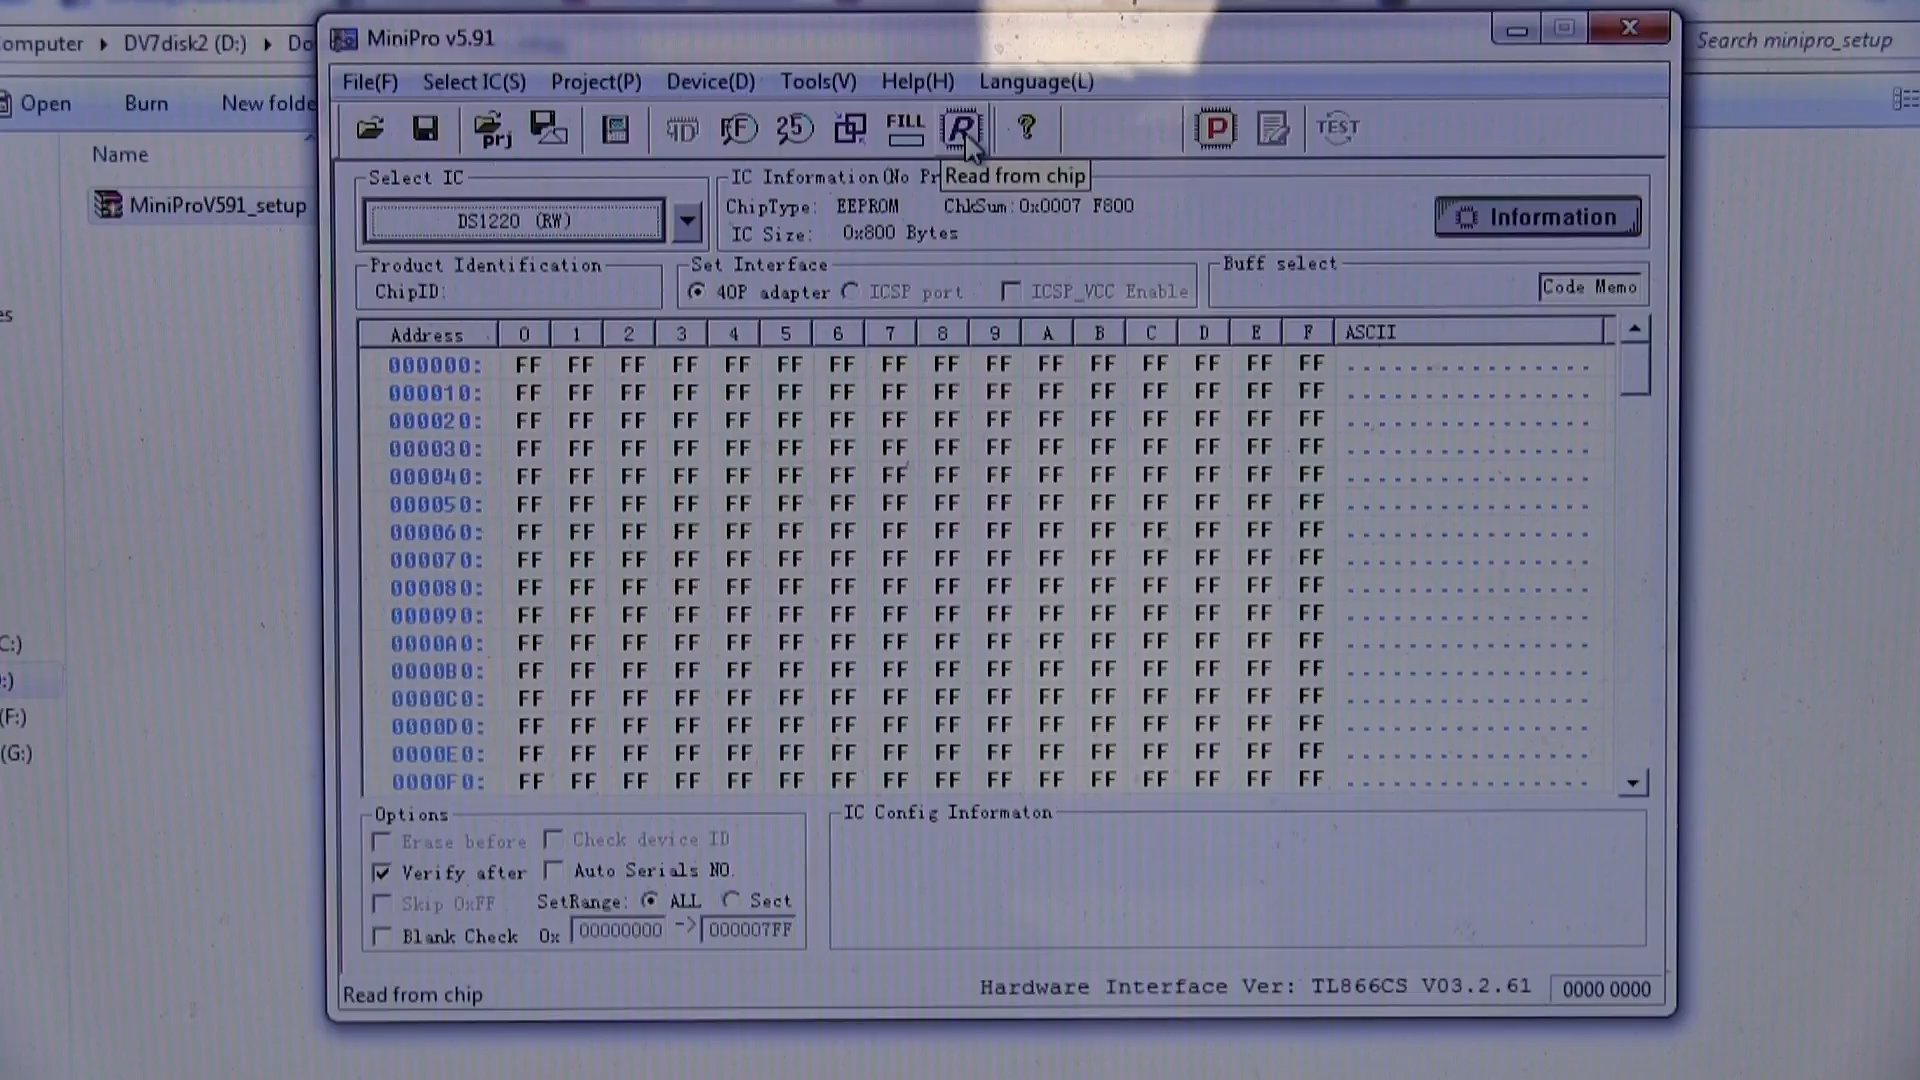 omputer ▸ DV7disk2 (D:) ▸ Do
MiniPro v5.91
Search minipro_setup
File(F) Select IC(S) Project(P) Device(D) Tools(V) Help(H) Language(L)
Open Burn New folde
prj FF 25 FILL R ? P TEST
Name
MiniProV591_setup
Select IC
DS1220 (RW)
IC Information(No Pr
Read from chip
ChipType: EEPROM ChkSum:0x0007 F800
IC Size: 0x800 Bytes
Information
Product Identification
ChipID:
Set Interface
40P adapter ICSP port ICSP_VCC Enable
Buff select
Code Memo
Address 0 1 2 3 4 5 6 7 8 9 A B C D E F ASCII
000000: FF FF FF FF FF FF FF FF FF FF FF FF FF FF FF FF ................
000010: FF FF FF FF FF FF FF FF FF FF FF FF FF FF FF FF ................
000020: FF FF FF FF FF FF FF FF FF FF FF FF FF FF FF FF ................
000030: FF FF FF FF FF FF FF FF FF FF FF FF FF FF FF FF ................
000040: FF FF FF FF FF FF FF FF FF FF FF FF FF FF FF FF ................
000050: FF FF FF FF FF FF FF FF FF FF FF FF FF FF FF FF ................
000060: FF FF FF FF FF FF FF FF FF FF FF FF FF FF FF FF ................
000070: FF FF FF FF FF FF FF FF FF FF FF FF FF FF FF FF ................
000080: FF FF FF FF FF FF FF FF FF FF FF FF FF FF FF FF ................
000090: FF FF FF FF FF FF FF FF FF FF FF FF FF FF FF FF ................
0000A0: FF FF FF FF FF FF FF FF FF FF FF FF FF FF FF FF ................
0000B0: FF FF FF FF FF FF FF FF FF FF FF FF FF FF FF FF ................
0000C0: FF FF FF FF FF FF FF FF FF FF FF FF FF FF FF FF ................
0000D0: FF FF FF FF FF FF FF FF FF FF FF FF FF FF FF FF ................
0000E0: FF FF FF FF FF FF FF FF FF FF FF FF FF FF FF FF ................
0000F0: FF FF FF FF FF FF FF FF FF FF FF FF FF FF FF FF ................
es
C:)
:)
(F:)
(G:)
Options
Erase before Check device ID
Verify after Auto Serials NO.
Skip 0xFF SetRange: ALL Sect
Blank Check 0x 00000000 -> 000007FF
IC Config Informaton
Read from chip
Hardware Interface Ver: TL866CS V03.2.61 0000 0000